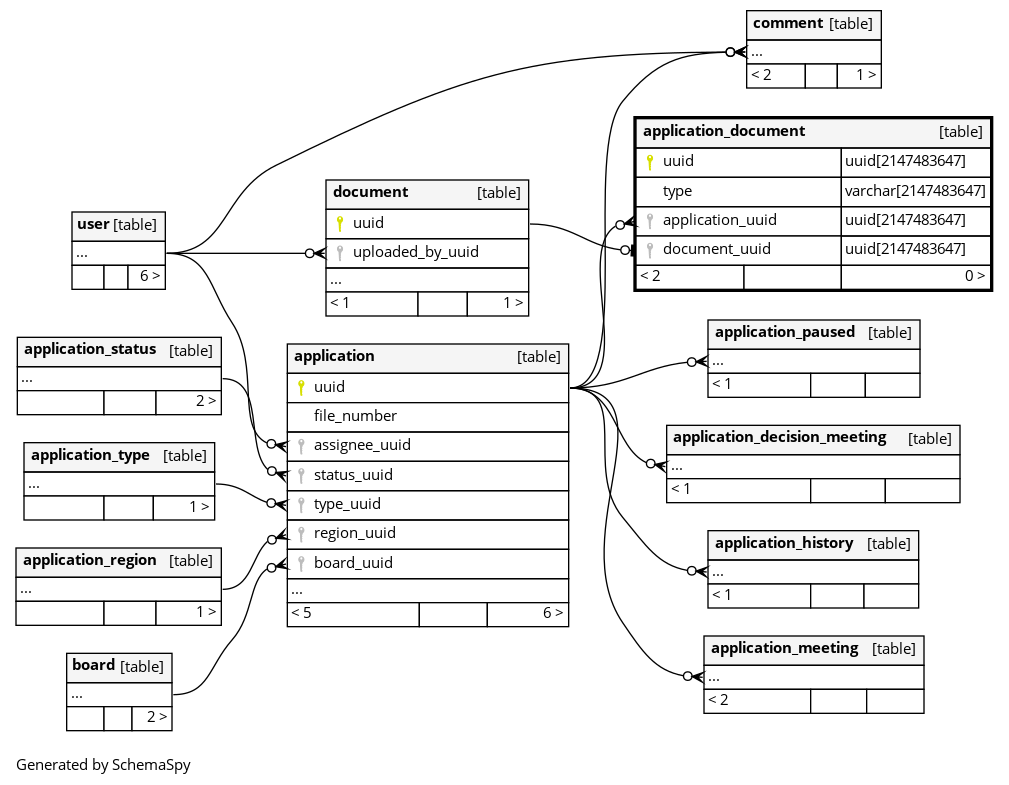 comment [table]
...
< 2 1 >
application_document [table]
uuid uuid[2147483647]
type varchar[2147483647]
application_uuid uuid[2147483647]
document_uuid uuid[2147483647]
< 2 0 >
document [table]
uuid
uploaded_by_uuid
...
< 1 1 >
user [table]
...
6 >
application_status [table]
...
2 >
application_type [table]
...
1 >
application_region [table]
...
1 >
board [table]
...
2 >
application [table]
uuid
file_number
assignee_uuid
status_uuid
type_uuid
region_uuid
board_uuid
...
< 5 6 >
application_paused [table]
...
< 1
application_decision_meeting [table]
...
< 1
application_history [table]
...
< 1
application_meeting [table]
...
< 2
Generated by SchemaSpy